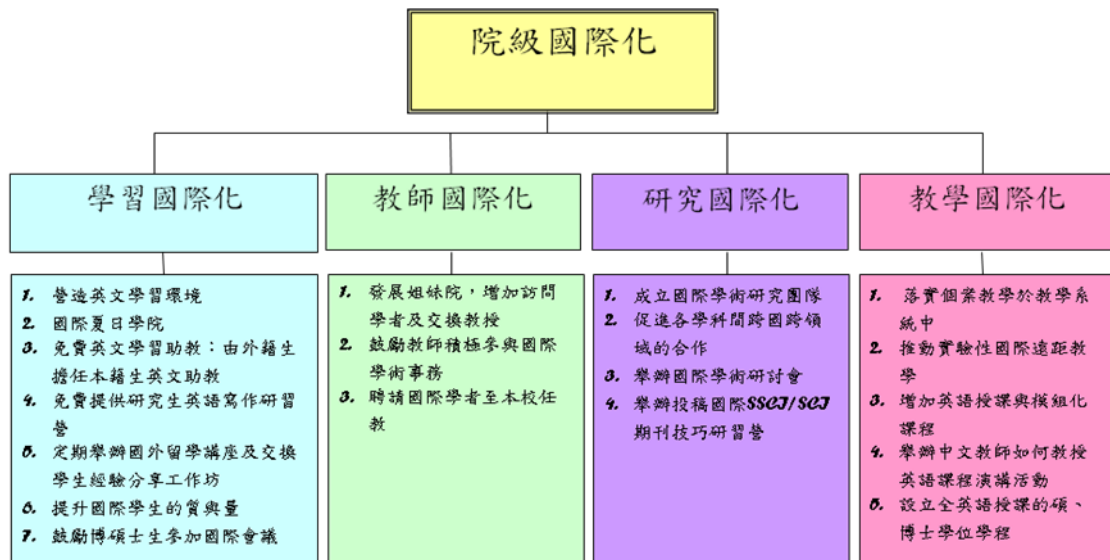 院級國際化
學習國際化
1. 營造英文學習環境
2. 國際夏日學院
3. 免費英文學習助教：由外籍生
擔任本籍生英文助教
4. 免費提供研究生英語寫作研習
營
5. 定期舉辦國外留學講座及交換
學生經驗分享工作坊
6. 提升國際學生的質與量
7. 鼓勵博碩士生參加國際會議
教師國際化
1. 發展姐妹院，增加訪問
學者及交換教授
2. 鼓勵教師積極參與國際
學術事務
3. 聘請國際學者至本校任
教
研究國際化
1. 成立國際學術研究團隊
2. 促進各學科間跨國跨領
域的合作
3. 舉辦國際學術研討會
4. 舉辦投稿國際SSCI/SCI
期刊技巧研習營
教學國際化
1. 落實個案教學於教學系
統中
2. 推動實驗性國際遠距教
學
3. 增加英語授課與模組化
課程
4. 舉辦中文教師如何教授
英語課程演講活動
5. 設立全英語授課的碩、
博士學位學程